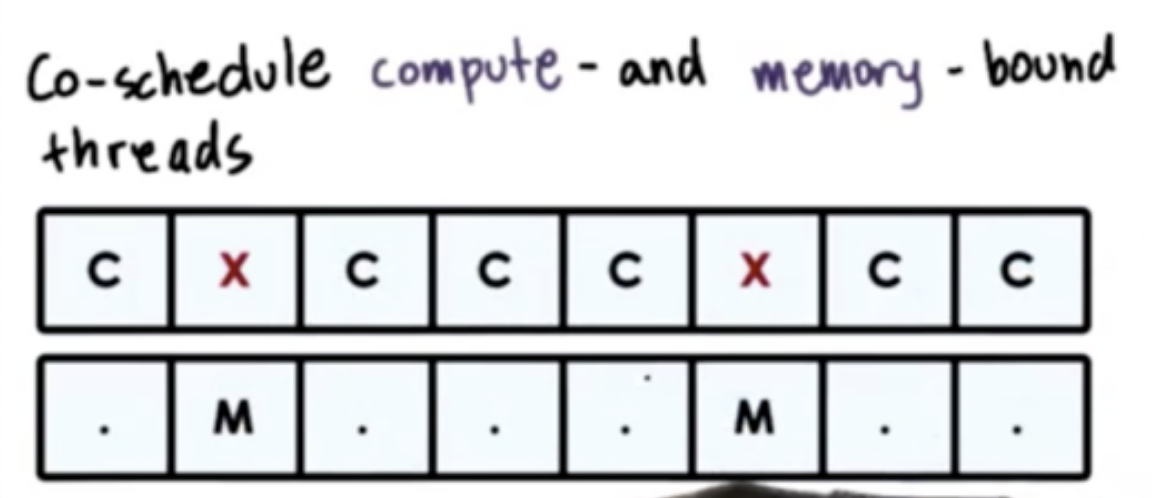 Co-schedule compute - and memory - bound
threads
C X C C C X C C
. M . . . M . .